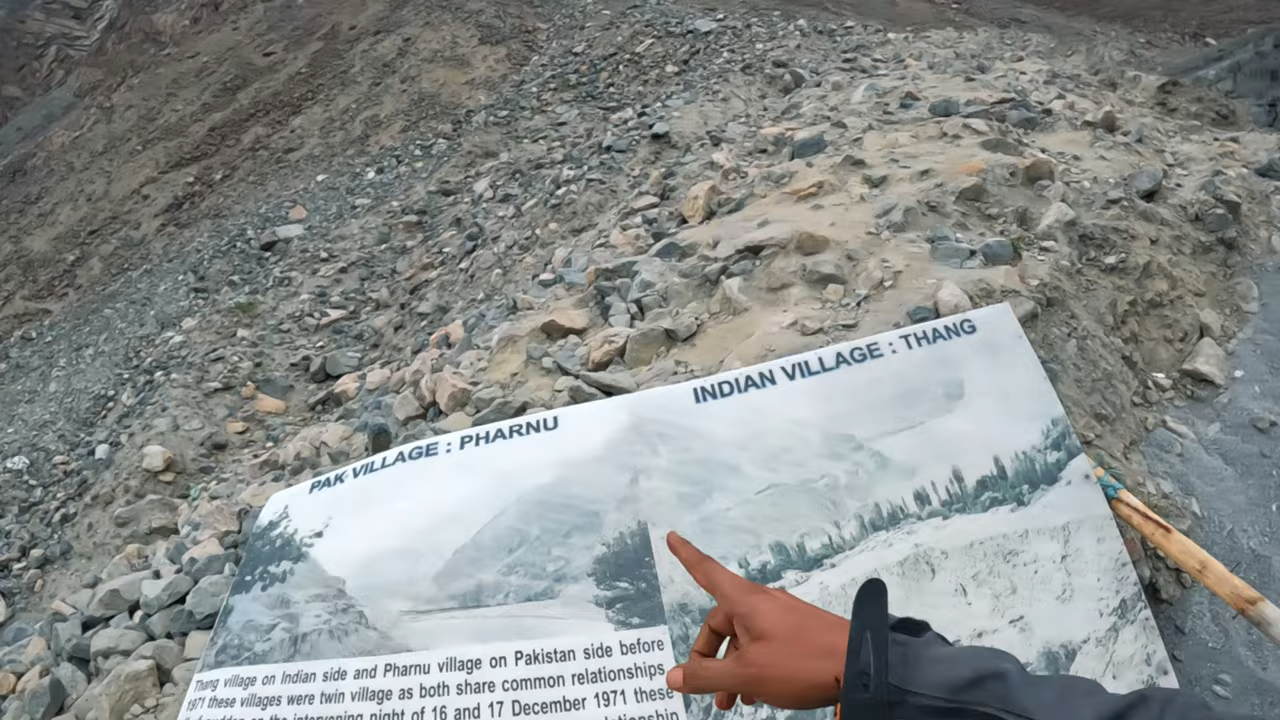 PAK VILLAGE : PHARNU
INDIAN VILLAGE : THANG
Thang village on Indian side and Pharnu village on Pakistan side before
1971 these villages were twin village as both share common relationships
on the intervening night of 16 and 17 December 1971 these